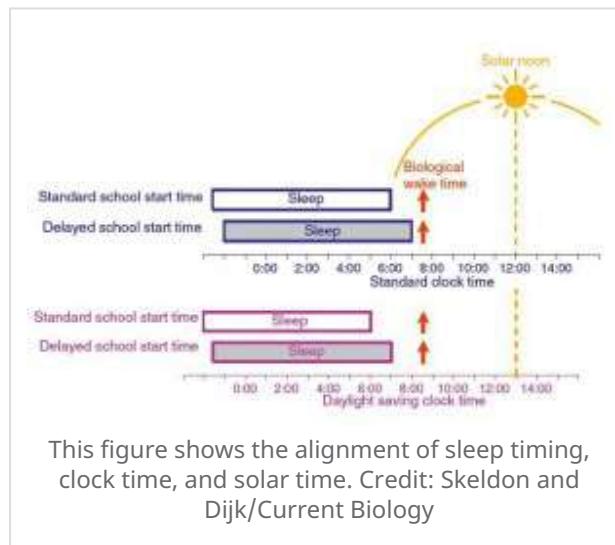 Solar noon
Biological
wake time
Standard school start time
Sleep
Delayed school start time
Sleep
0:00 2:00 4:00 6:00 8:00 10:00 12:00 14:00
Standard clock time
Standard school start time
Sleep
Delayed school start time
Sleep
0:00 2:00 4:00 6:00 8:00 10:00 12:00 14:00
Daylight saving clock time
This figure shows the alignment of sleep timing,
clock time, and solar time. Credit: Skeldon and
Dijk/Current Biology